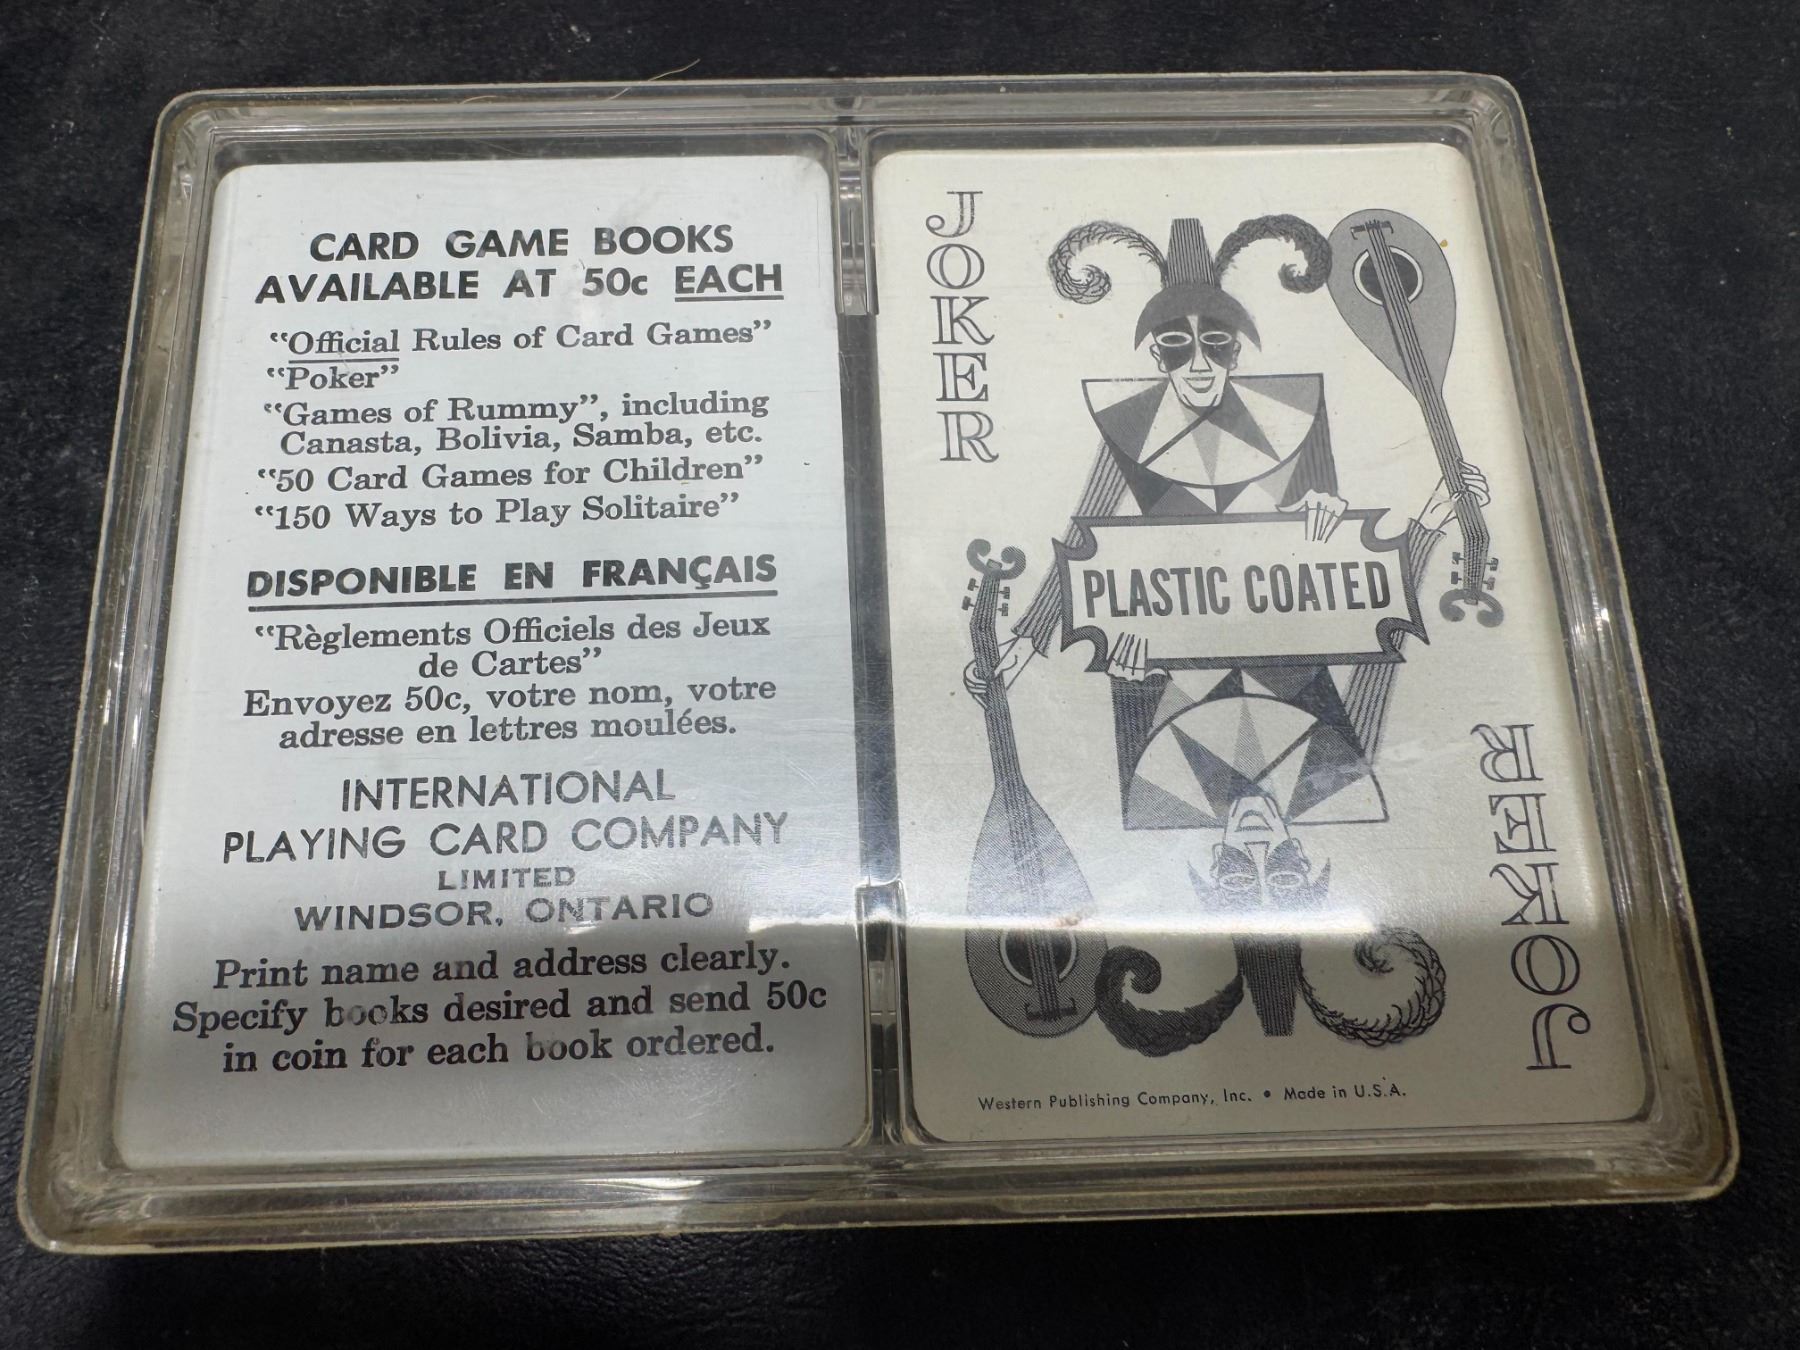 CARD GAME BOOKS
AVAILABLE AT 50c EACH
“Official Rules of Card Games”
“Poker”
“Games of Rummy”, including
Canasta, Bolivia, Samba, etc.
“50 Card Games for Children”
“150 Ways to Play Solitaire”
DISPONIBLE EN FRANÇAIS
“Règlements Officiels des Jeux
de Cartes”
Envoyez 50c, votre nom, votre
adresse en lettres moulées.
INTERNATIONAL
PLAYING CARD COMPANY
LIMITED
WINDSOR, ONTARIO
Print name and address clearly.
Specify books desired and send 50c
in coin for each book ordered.
JOKER
PLASTIC COATED
JOKER
Western Publishing Company, Inc. • Made in U.S.A.